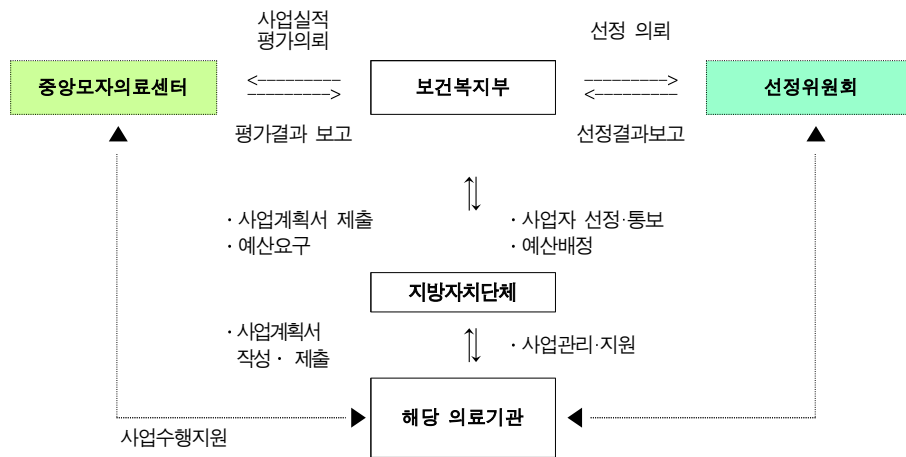 사업실적
평가의뢰
선정 의뢰
중앙모자의료센터
보건복지부
선정위원회
평가결과 보고
선정결과보고
· 사업계획서 제출
· 예산요구
· 사업자 선정·통보
· 예산배정
지방자치단체
· 사업계획서
작성· 제출
· 사업관리·지원
해당 의료기관
사업수행지원